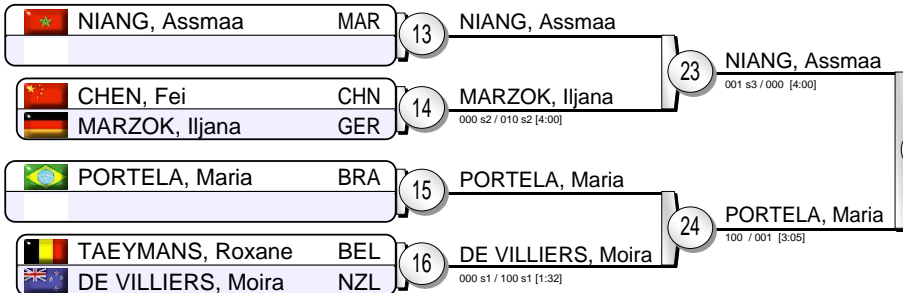 NIANG, Assmaa MAR
13
NIANG, Assmaa
23
NIANG, Assmaa
001 s3 / 000 [4:00]
CHEN, Fei CHN
MARZOK, Iljana GER
14
MARZOK, Iljana
000 s2 / 010 s2 [4:00]
PORTELA, Maria BRA
15
PORTELA, Maria
24
PORTELA, Maria
100 / 001 [3:05]
TAEYMANS, Roxane BEL
DE VILLIERS, Moira NZL
16
DE VILLIERS, Moira
000 s1 / 100 s1 [1:32]